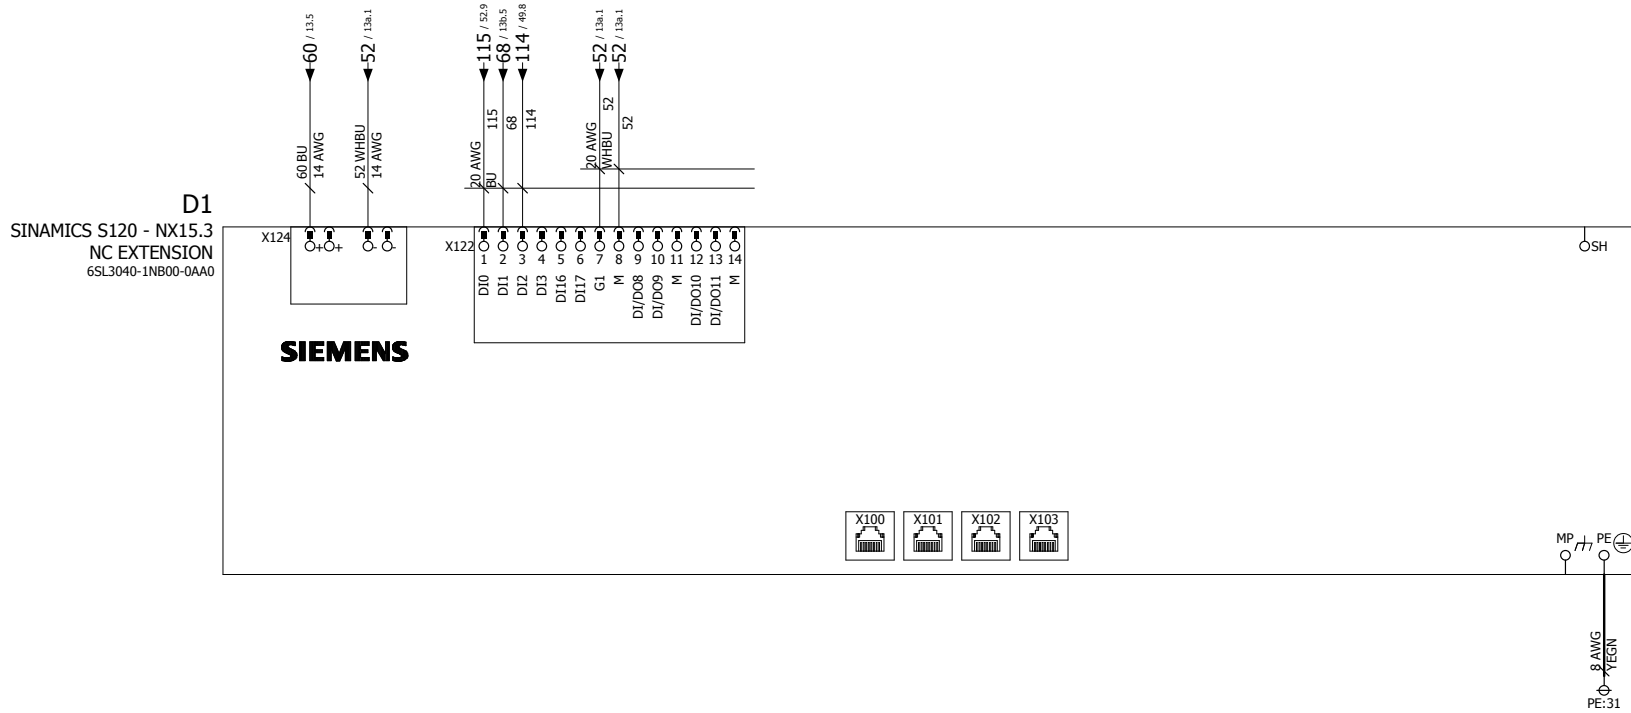 60 / 13.5
52 / 13a.1
115 / 52.9
68 / 13b.5
114 / 49.8
52 / 13a.1
52 / 13a.1
60 BU
14 AWG
52 WHBU
14 AWG
20 AWG
BU
115
68
114
20 AWG
WHBU
52
52
D1
SINAMICS S120 - NX15.3
NC EXTENSION
6SL3040-1NB00-0AA0
X124
+ + - -
X122
1 2 3 4 5 6 7 8 9 10 11 12 13 14
DI0
DI1
DI2
DI3
DI16
DI17
G1
M
DI/DO8
DI/DO9
M
DI/DO10
DI/DO11
M
SH
SIEMENS
X100 X101 X102 X103
MP PE
8 AWG
YEGN
PE:31